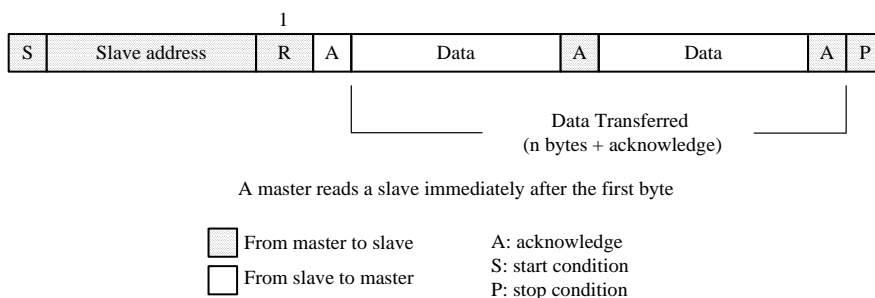 1
S Slave address R A Data A Data A P
Data Transferred
(n bytes + acknowledge)
A master reads a slave immediately after the first byte
From master to slave
From slave to master
A: acknowledge
S: start condition
P: stop condition